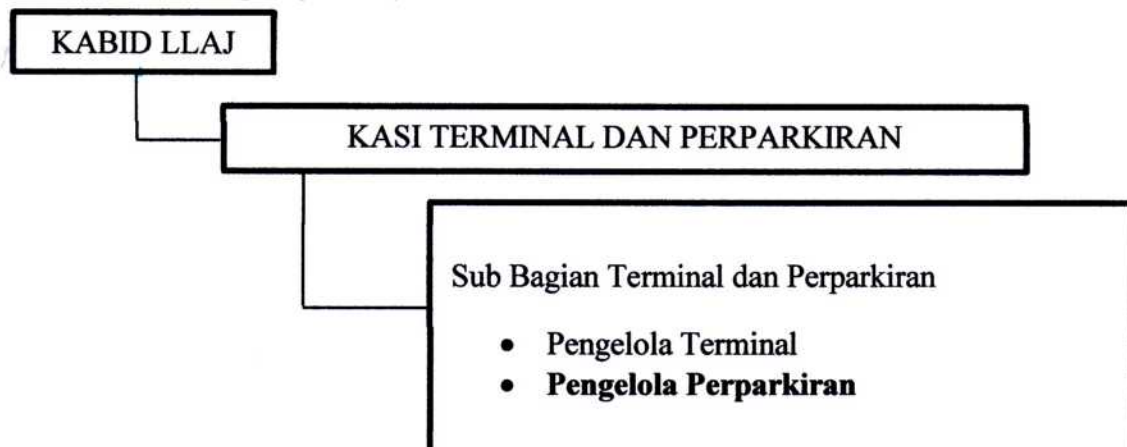 KABID LLAJ
KASI TERMINAL DAN PERPARKIRAN
Sub Bagian Terminal dan Perparkiran
• Pengelola Terminal
• Pengelola Perparkiran